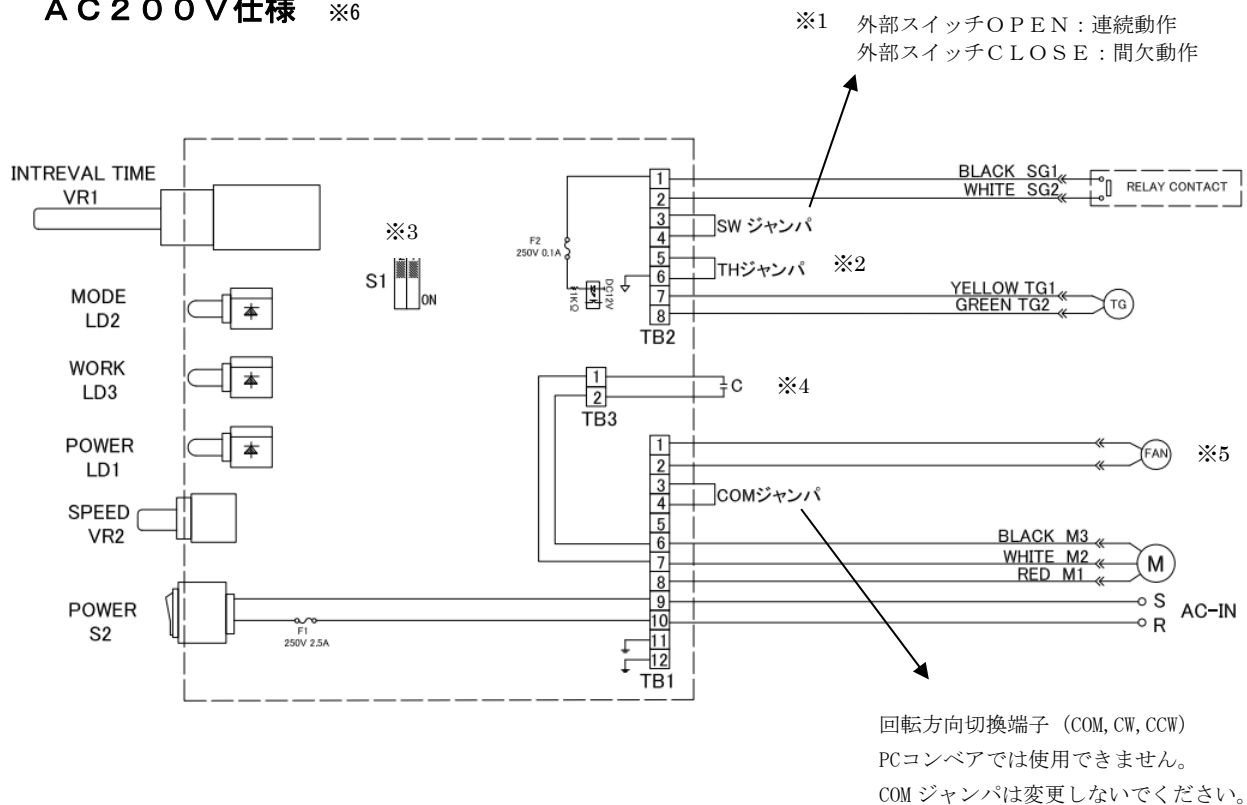 AC200V仕様 ※6
※1 外部スイッチOPEN:連続動作
外部スイッチCLOSE:間欠動作
INTREVAL TIME
VR1
※3
S1
ON
MODE
LD2
WORK
LD3
POWER
LD1
SPEED
VR2
POWER
S2
F1
250V 2.5A
F2
250V 0.1A
1KΩ
DC12V
1
2
3
4
5
6
7
8
TB2
BLACK SG1
WHITE SG2
RELAY CONTACT
SW ジャンパ
THジャンパ ※2
YELLOW TG1
GREEN TG2
TG
1
2
TB3
C ※4
1
2
3
4
5
6
7
8
9
10
11
12
TB1
FAN ※5
COMジャンパ
BLACK M3
WHITE M2
RED M1
M
S
R
AC-IN
回転方向切換端子 (COM,CW,CCW)
PCコンベアでは使用できません。
COM ジャンパは変更しないでください。